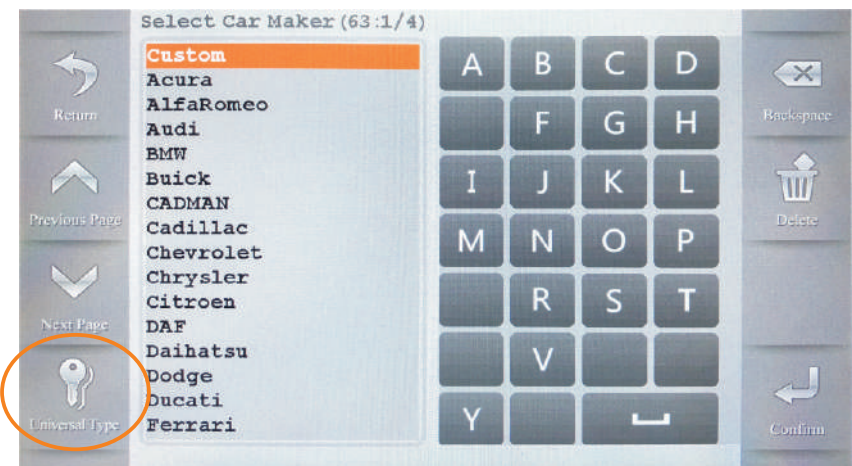 Select Car Maker (63:1/4)
Custom
Acura
AlfaRomeo
Audi
BMW
Buick
CADMAN
Cadillac
Chevrolet
Chrysler
Citroen
DAF
Daihatsu
Dodge
Ducati
Ferrari
Return
Previous Page
Next Page
Universal Type
A B C D
F G H
I J K L
M N O P
R S T
V
Y
Backspace
Delete
Confirm